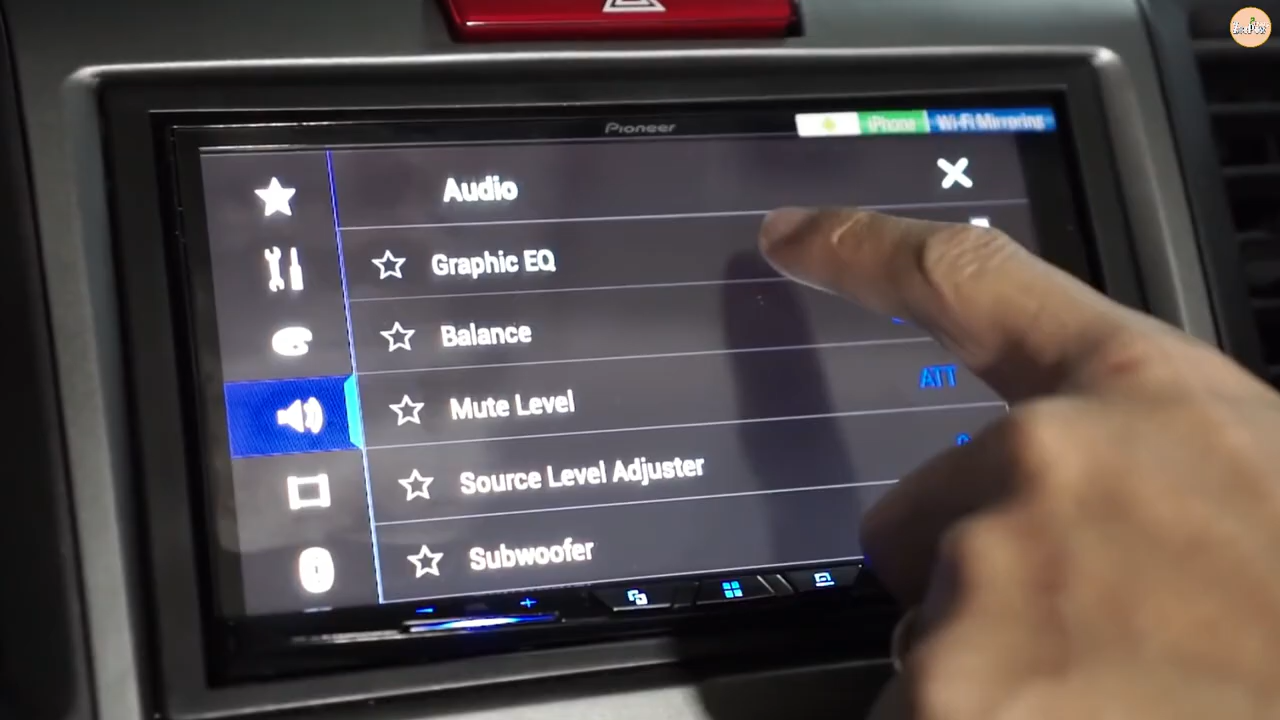 Pioneer
iPhone
Wi-Fi Mirroring
Audio
Graphic EQ
Balance
Mute Level
ATT
Source Level Adjuster
Subwoofer